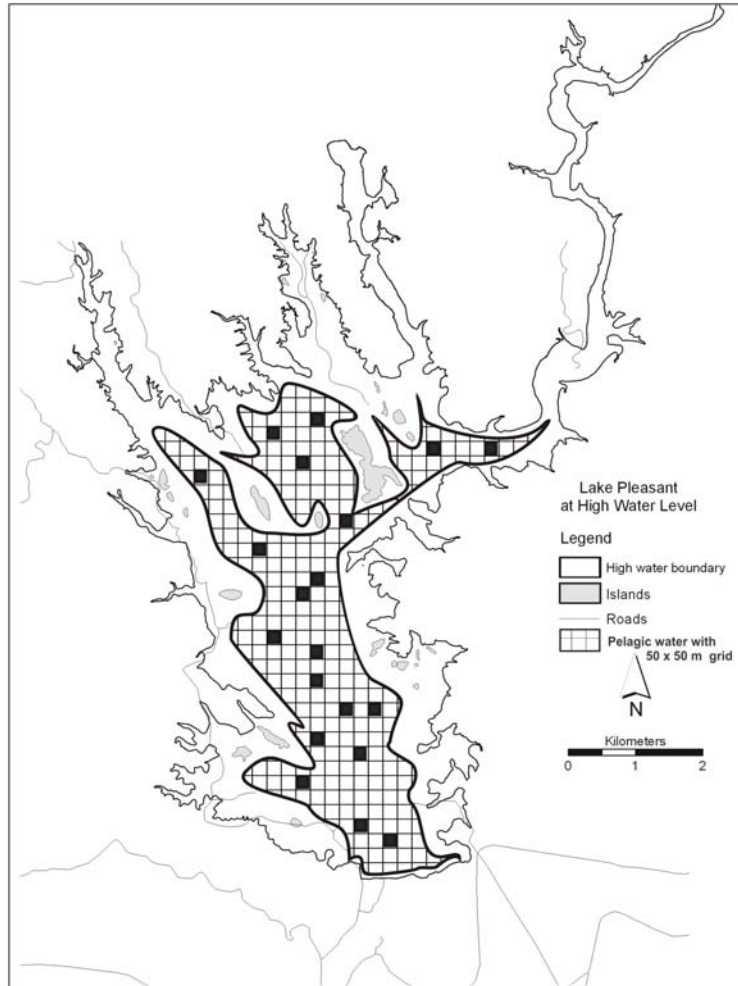 Lake Pleasant
at High Water Level
Legend
High water boundary
Islands
Roads
Pelagic water with
50 x 50 m grid
N
Kilometers
0 1 2